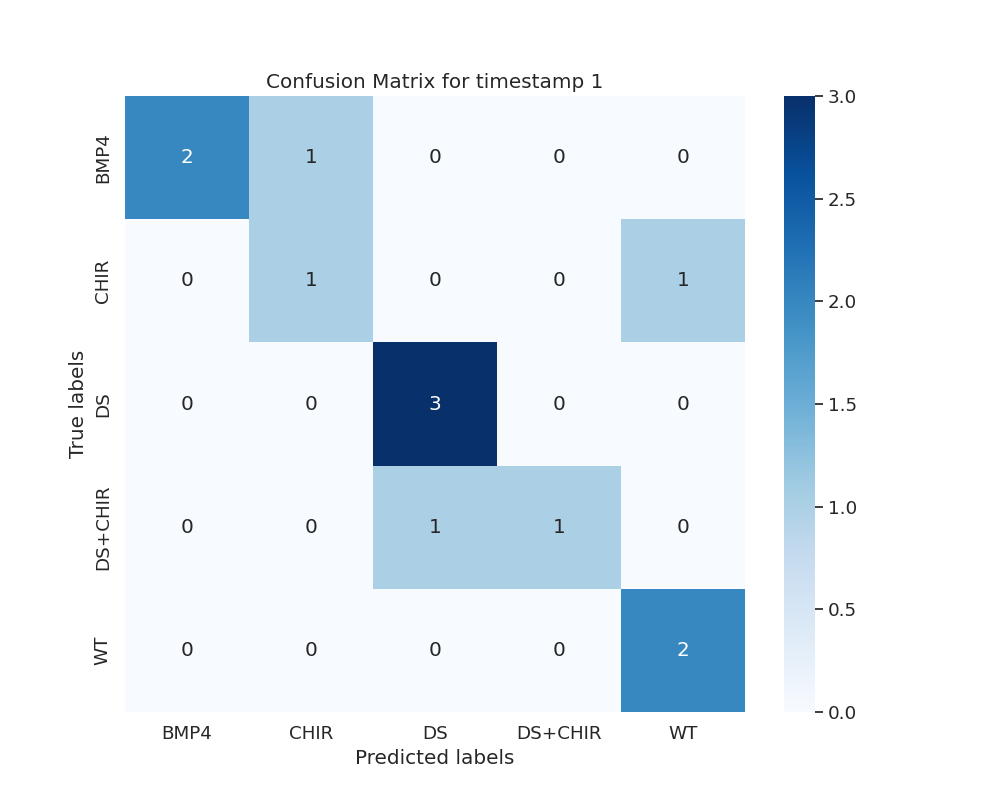 Confusion Matrix for timestamp 1
True labels
BMP4 2 1 0 0 0
CHIR 0 1 0 0 1
DS 0 0 3 0 0
DS+CHIR 0 0 1 1 0
WT 0 0 0 0 2
BMP4 CHIR DS DS+CHIR WT
Predicted labels
3.0
2.5
2.0
1.5
1.0
0.5
0.0